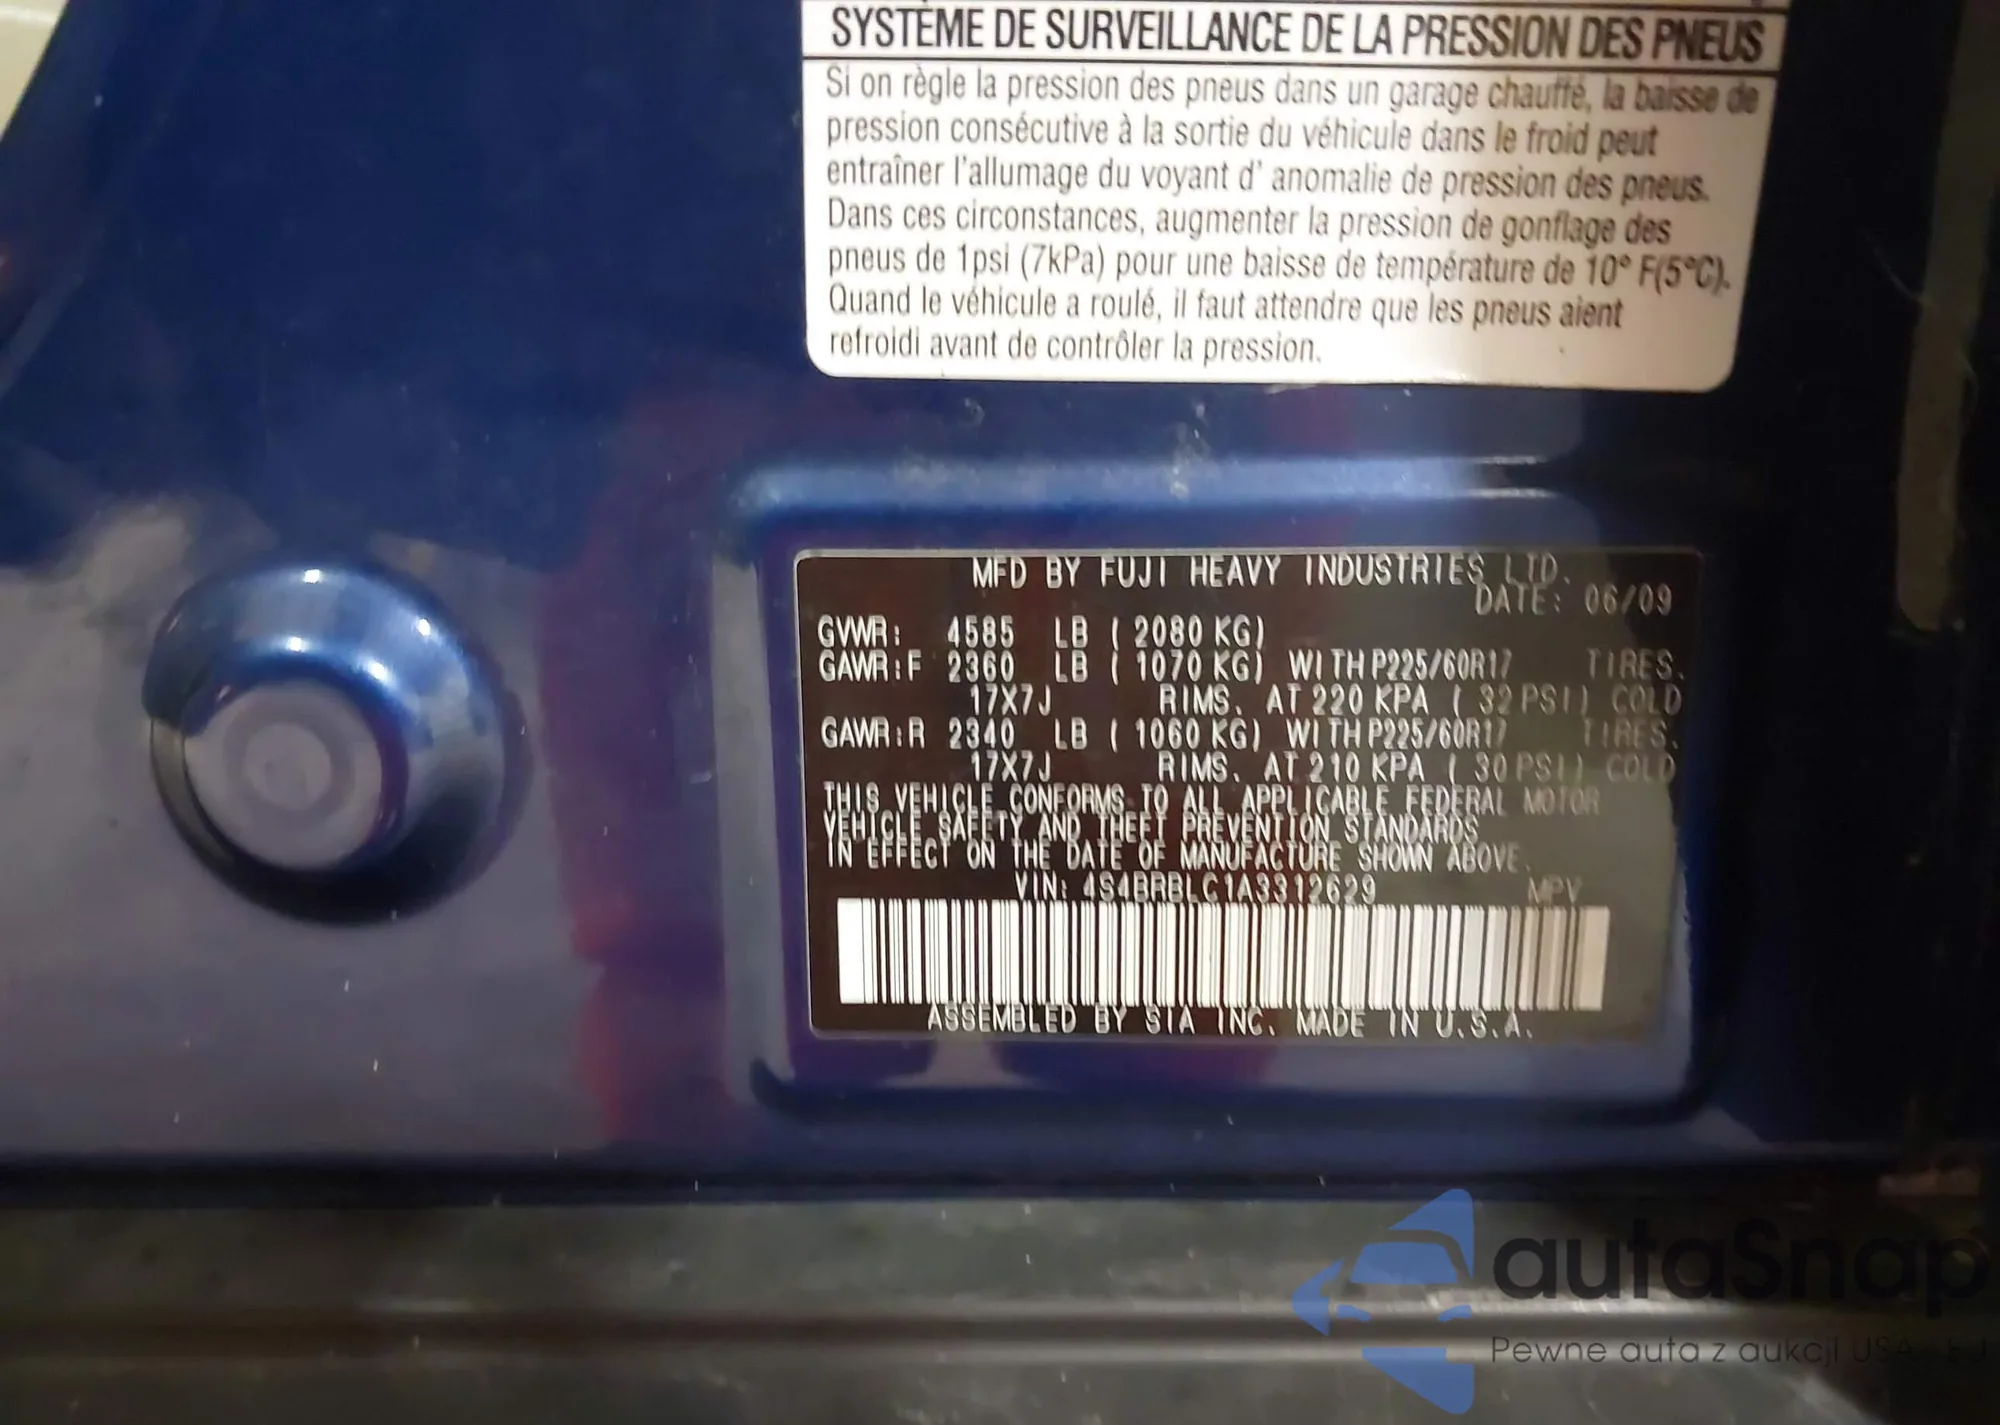 SYSTÈME DE SURVEILLANCE DE LA PRESSION DES PNEUS
Si on règle la pression des pneus dans un garage chauffé, la baisse de
pression consécutive à la sortie du véhicule dans le froid peut
entraîner l'allumage du voyant d' anomalie de pression des pneus.
Dans ces circonstances, augmenter la pression de gonflage des
pneus de 1psi (7kPa) pour une baisse de température de 10° F(5°C).
Quand le véhicule a roulé, il faut attendre que les pneus aient
refroidi avant de contrôler la pression.
MFD BY FUJI HEAVY INDUSTRIES LTD.
DATE: 06/09
GVWR: 4585 LB ( 2080 KG)
GAWR:F 2360 LB ( 1070 KG) WITH P225/60R17 TIRES.
17X7J RIMS. AT 220 KPA ( 32 PSI) COLD
GAWR:R 2340 LB ( 1060 KG) WITH P225/60R17 TIRES.
17X7J RIMS. AT 210 KPA ( 30 PSI) COLD
THIS VEHICLE CONFORMS TO ALL APPLICABLE FEDERAL MOTOR
VEHICLE SAFETY AND THEFT PREVENTION STANDARDS
IN EFFECT ON THE DATE OF MANUFACTURE SHOWN ABOVE.
VIN: 4S4BRBLC1A3312629 MPV
ASSEMBLED BY SIA INC. MADE IN U.S.A.
autaSnap
Pewne auta z aukcji USA